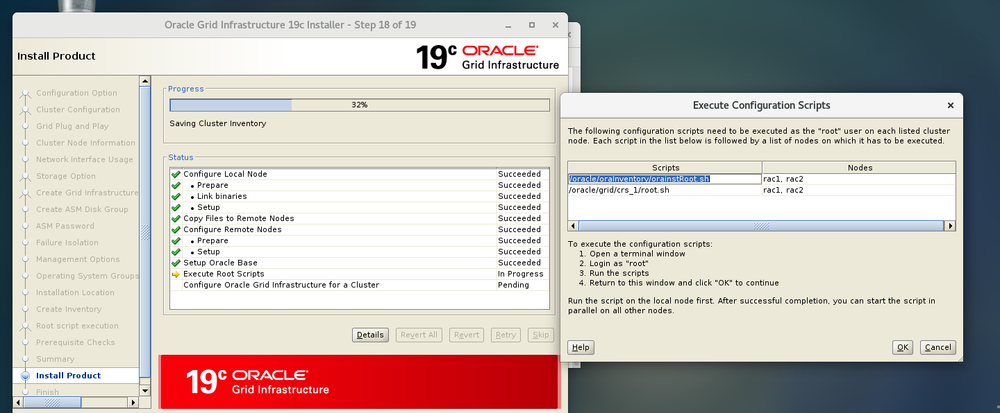 Oracle Grid Infrastructure 19c Installer - Step 18 of 19
Install Product
19c ORACLE
Grid Infrastructure
Configuration Option
Cluster Configuration
Grid Plug and Play
Cluster Node Information
Network Interface Usage
Storage Option
Create Grid Infrastructure
Create ASM Disk Group
ASM Password
Failure Isolation
Management Options
Operating System Groups
Installation Location
Create Inventory
Root script execution
Prerequisite Checks
Summary
Install Product
Finish
Progress
32%
Saving Cluster Inventory
Status
Configure Local Node Succeeded
• Prepare Succeeded
• Link binaries Succeeded
• Setup Succeeded
Copy Files to Remote Nodes Succeeded
Configure Remote Nodes Succeeded
• Prepare Succeeded
• Setup Succeeded
Setup Oracle Base Succeeded
Execute Root Scripts In Progress
Configure Oracle Grid Infrastructure for a Cluster Pending
Details Revert All Revert Retry Skip
19c ORACLE
Grid Infrastructure
Execute Configuration Scripts
The following configuration scripts need to be executed as the "root" user on each listed cluster
node. Each script in the list below is followed by a list of nodes on which it has to be executed.
Scripts Nodes
/oracle/oraInventory/orainstRoot.sh rac1, rac2
/oracle/grid/crs_1/root.sh rac1, rac2
To execute the configuration scripts:
1. Open a terminal window
2. Login as "root"
3. Run the scripts
4. Return to this window and click "OK" to continue
Run the script on the local node first. After successful completion, you can start the script in
parallel on all other nodes.
Help OK Cancel